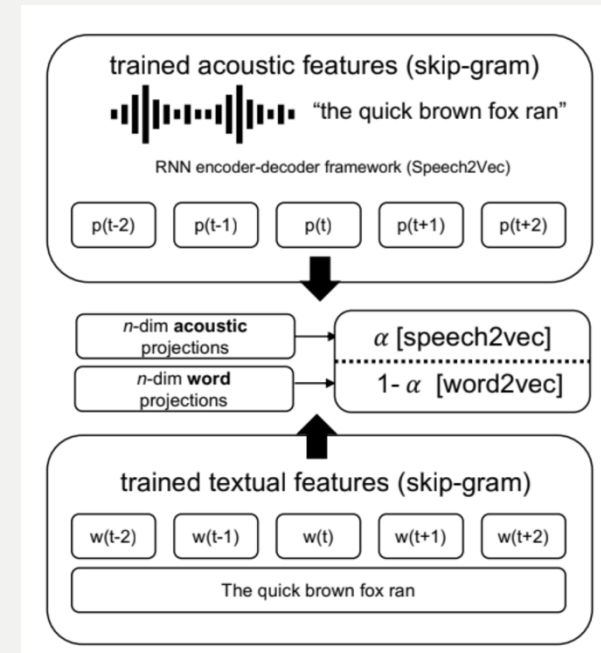 trained acoustic features (skip-gram)
“the quick brown fox ran”
RNN encoder-decoder framework (Speech2Vec)
p(t-2) p(t-1) p(t) p(t+1) p(t+2)
n-dim acoustic
projections
α [speech2vec]
n-dim word
projections
1- α [word2vec]
trained textual features (skip-gram)
w(t-2) w(t-1) w(t) w(t+1) w(t+2)
The quick brown fox ran